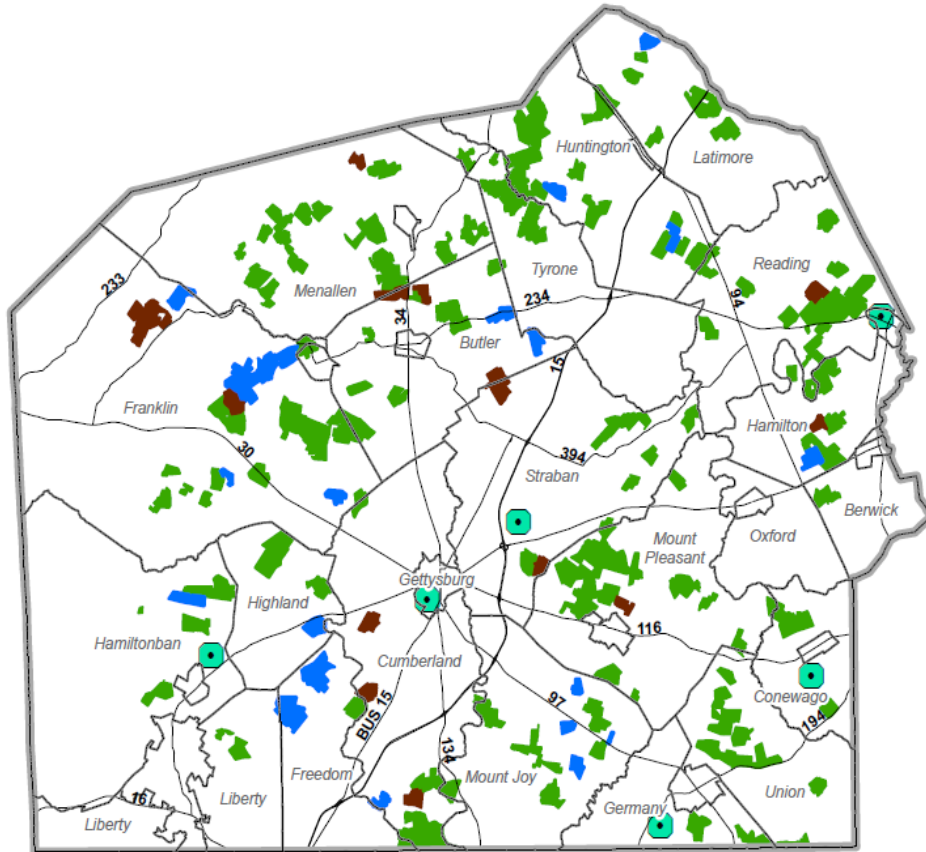 Huntington
Latimore
Reading
Tyrone
233
Menallen
94
234
34
Butler
15
Franklin
Hamilton
30
394
Straban
Berwick
Mount
Pleasant
Oxford
Gettysburg
Highland
116
Hamiltonban
Cumberland
Conewago
97
BUS 15
194
134
Freedom
Mount Joy
Liberty
Union
16
Germany
Liberty